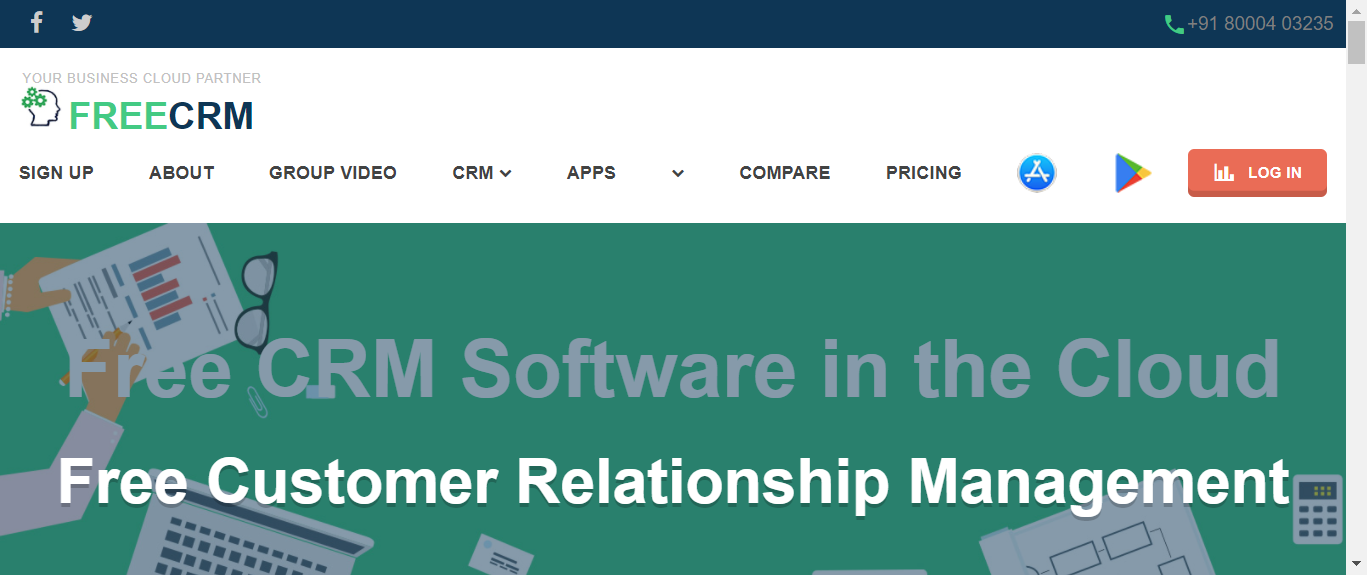 +91 80004 03235
YOUR BUSINESS CLOUD PARTNER
FREECRM
SIGN UP ABOUT GROUP VIDEO CRM APPS COMPARE PRICING LOG IN
Free CRM Software in the Cloud
Free Customer Relationship Management